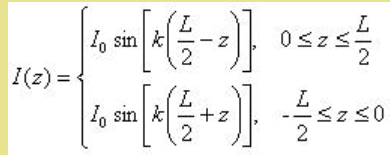 I(z) = { I₀ sin[k(L/2 − z)], 0 ≤ z ≤ L/2
I₀ sin[k(L/2 + z)], -L/2 ≤ z ≤ 0